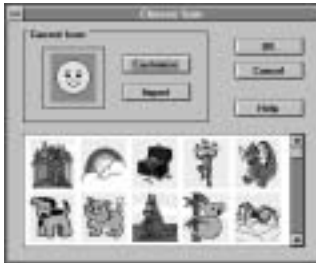 Choose Icon
Current Icon:
Customize
Import
OK
Cancel
Help